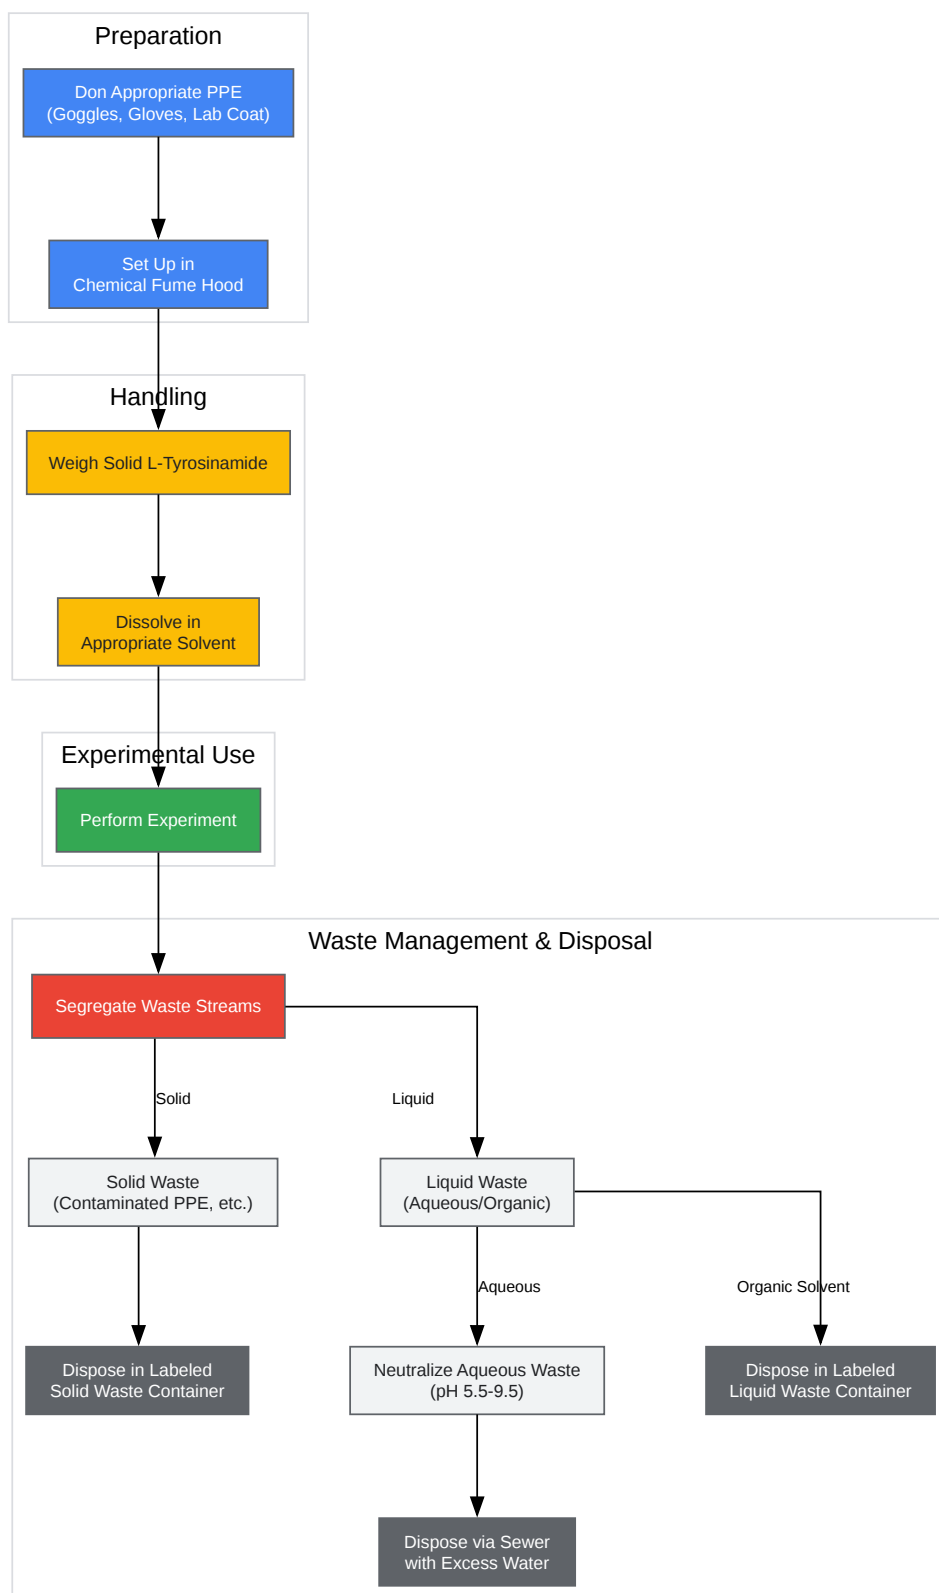 Preparation
Don Appropriate PPE
(Goggles, Gloves, Lab Coat)
Set Up in
Chemical Fume Hood
Handling
Weigh Solid L-Tyrosinamide
Dissolve in
Appropriate Solvent
Experimental Use
Perform Experiment
Waste Management & Disposal
Segregate Waste Streams
Solid
Liquid
Solid Waste
(Contaminated PPE, etc.)
Liquid Waste
(Aqueous/Organic)
Aqueous
Organic Solvent
Dispose in Labeled
Solid Waste Container
Neutralize Aqueous Waste
(pH 5.5-9.5)
Dispose in Labeled
Liquid Waste Container
Dispose via Sewer
with Excess Water